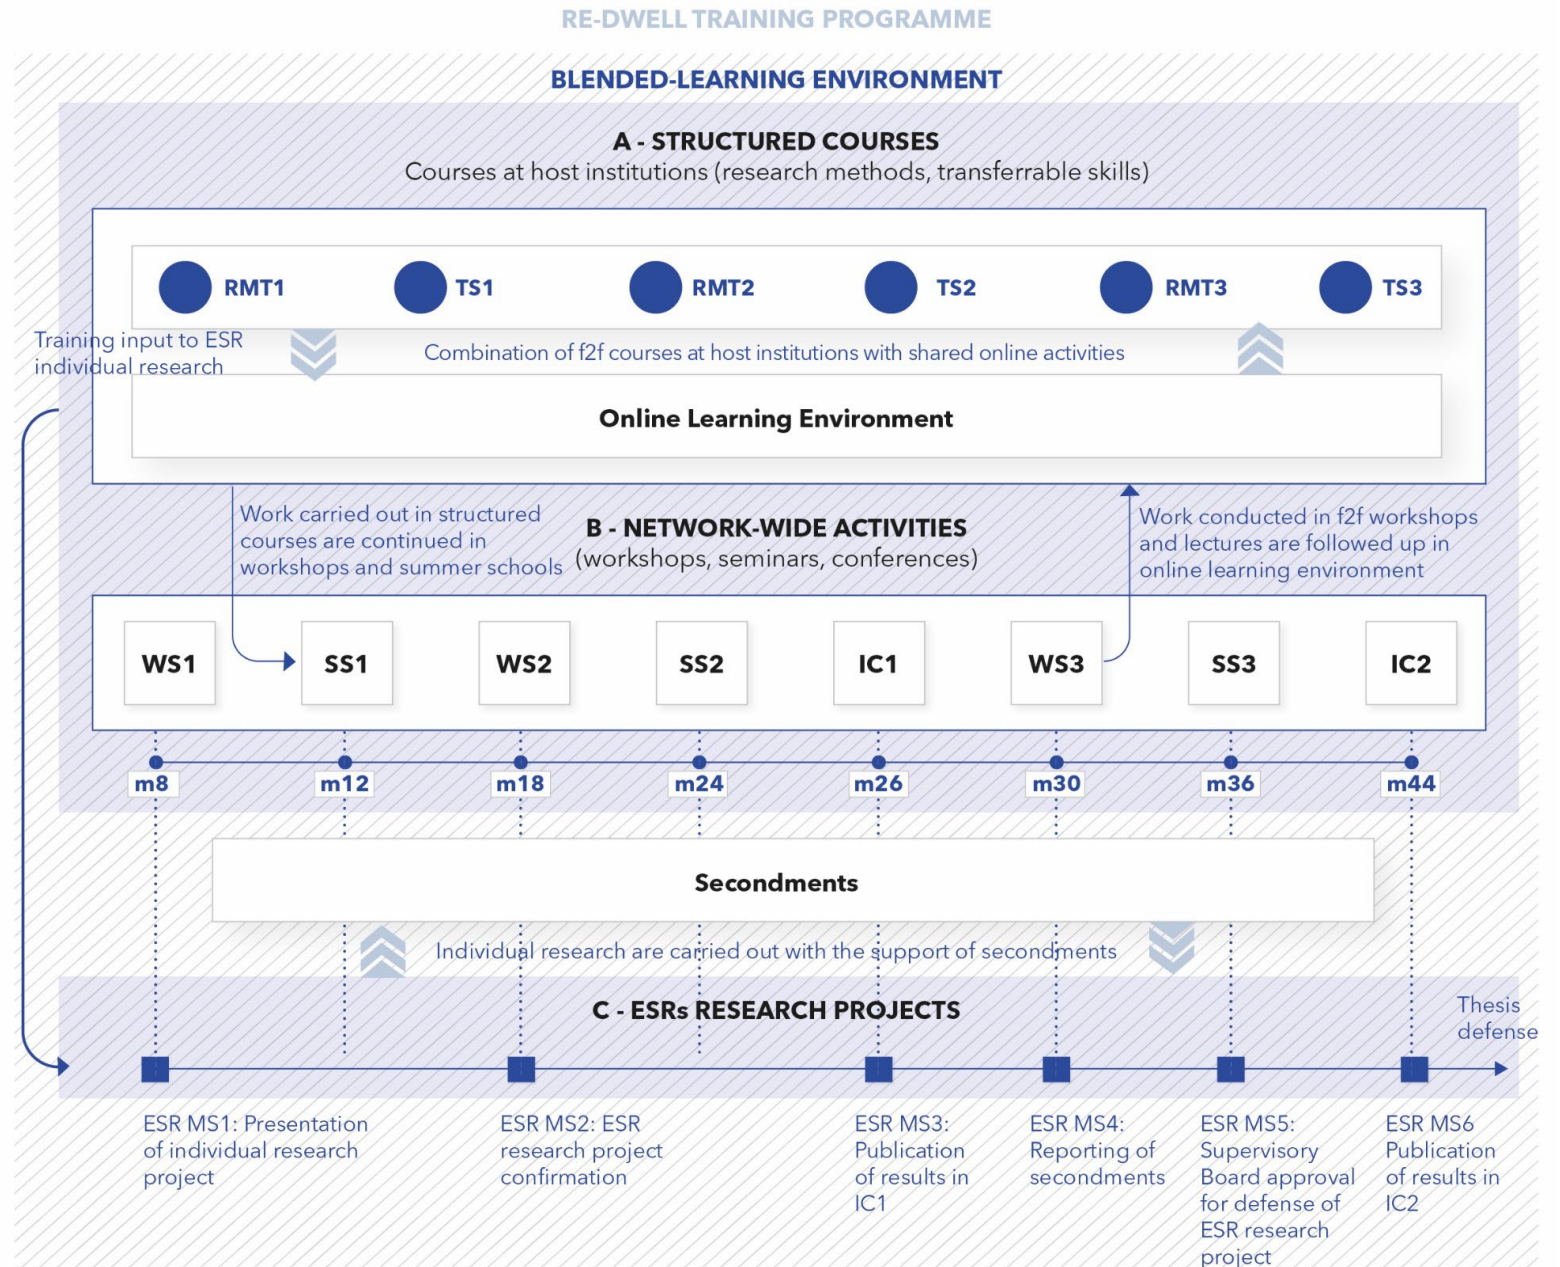 RE-DWELL TRAINING PROGRAMME
BLENDED-LEARNING ENVIRONMENT
A - STRUCTURED COURSES
Courses at host institutions (research methods, transferrable skills)
RMT1
TS1
RMT2
TS2
RMT3
TS3
Training input to ESR
individual research
Combination of f2f courses at host institutions with shared online activities
Online Learning Environment
Work carried out in structured
courses are continued in
workshops and summer schools
B - NETWORK-WIDE ACTIVITIES
(workshops, seminars, conferences)
Work conducted in f2f workshops
and lectures are followed up in
online learning environment
WS1
SS1
WS2
SS2
IC1
WS3
SS3
IC2
m8
m12
m18
m24
m26
m30
m36
m44
Secondments
Individual research are carried out with the support of secondments
C - ESRs RESEARCH PROJECTS
Thesis
defense
ESR MS1: Presentation
of individual research
project
ESR MS2: ESR
research project
confirmation
ESR MS3:
Publication
of results in
IC1
ESR MS4:
Reporting of
secondments
ESR MS5:
Supervisory
Board approval
for defense of
ESR research
project
ESR MS6
Publication
of results in
IC2